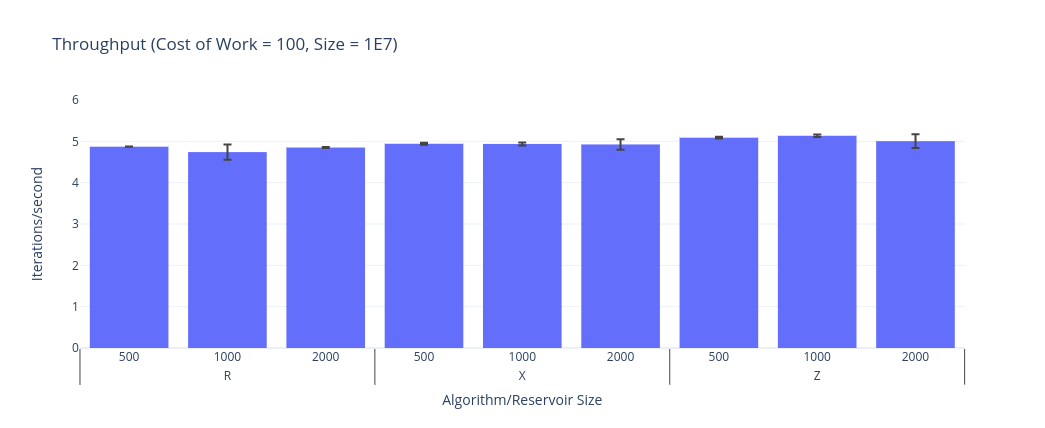 Throughput (Cost of Work = 100, Size = 1E7)
6
5
4
3
2
1
0
Iterations/second
500 1000 2000 500 1000 2000 500 1000 2000
R X Z
Algorithm/Reservoir Size